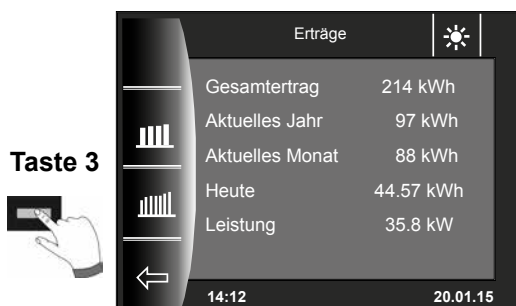 Erträge
Gesamtertrag 214 kWh
Aktuelles Jahr 97 kWh
Aktuelles Monat 88 kWh
Heute 44.57 kWh
Leistung 35.8 kW
Taste 3
14:12 20.01.15